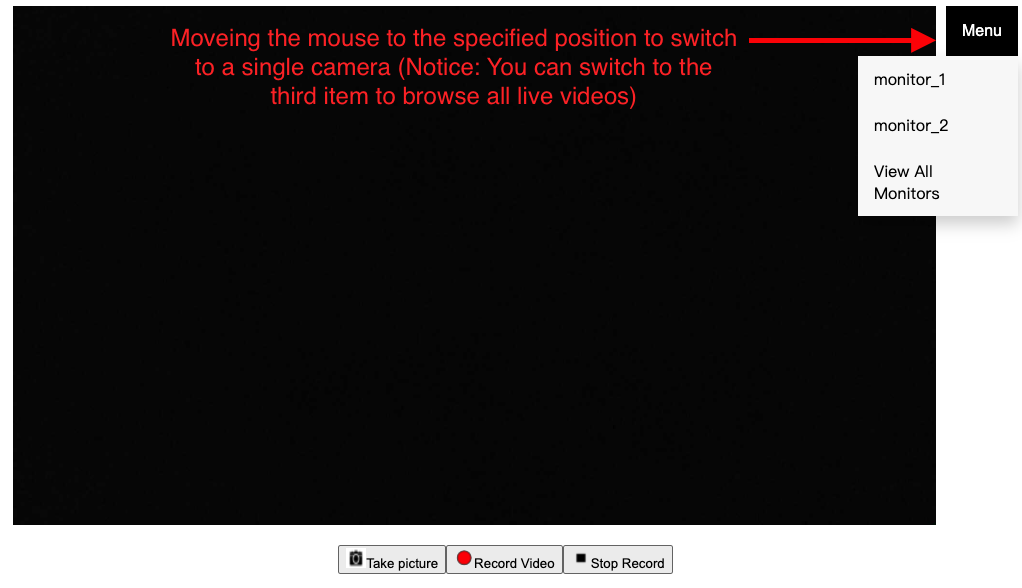 Moveing the mouse to the specified position to switch
to a single camera (Notice: You can switch to the
third item to browse all live videos)
Menu
monitor_1
monitor_2
View All
Monitors
Take picture
Record Video
Stop Record